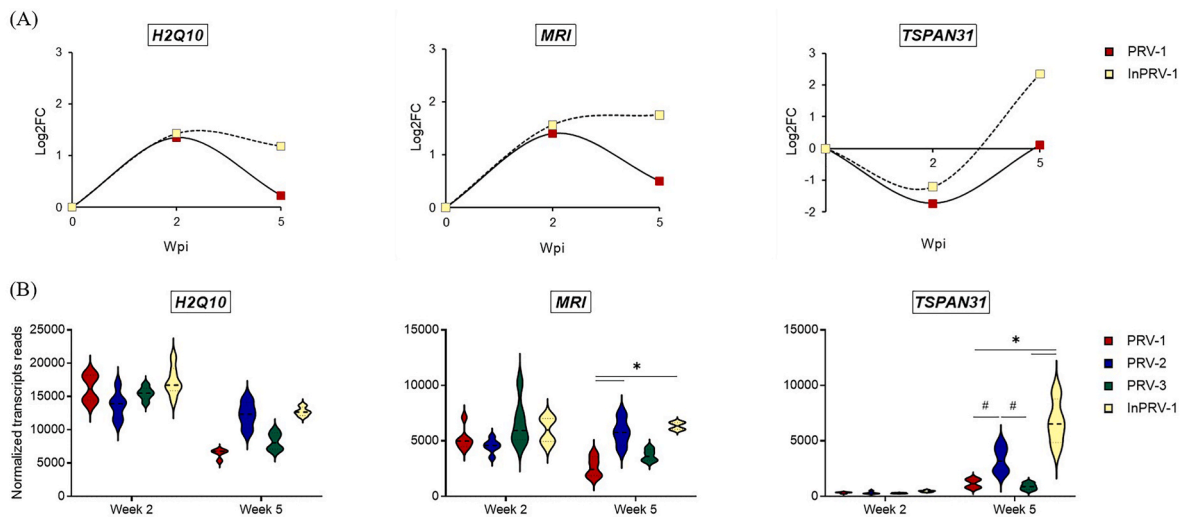 (A)
H2Q10
MRI
TSPAN31
Log2FC
3
2
1
0
0
2
5
Wpi
Log2FC
3
2
1
0
0
2
5
Wpi
Log2FC
3
2
1
0
-1
-2
2
5
Wpi
PRV-1
InPRV-1
(B)
H2Q10
MRI
TSPAN31
Normalized transcripts reads
25000
20000
15000
10000
5000
0
Week 2
Week 5
15000
10000
5000
0
*
Week 2
Week 5
15000
10000
5000
0
*
# #
Week 2
Week 5
PRV-1
PRV-2
PRV-3
InPRV-1